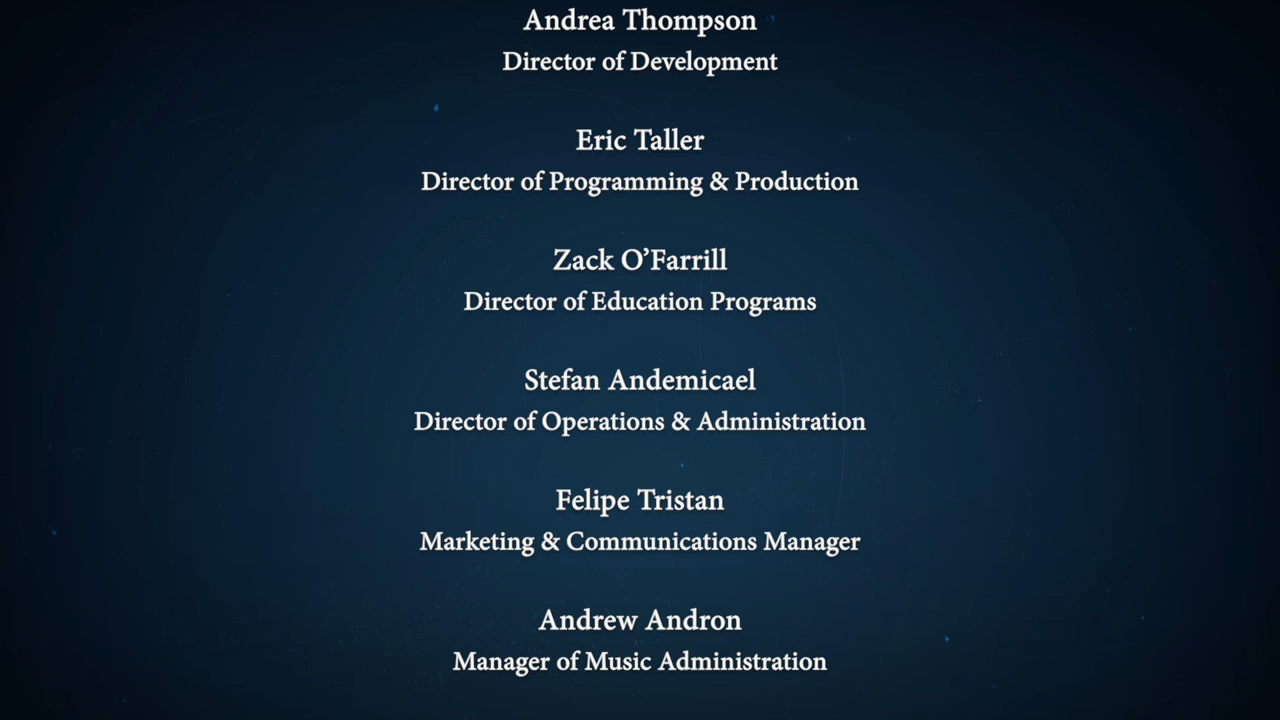 Andrea Thompson
Director of Development
Eric Taller
Director of Programming & Production
Zack O’Farrill
Director of Education Programs
Stefan Andemicael
Director of Operations & Administration
Felipe Tristan
Marketing & Communications Manager
Andrew Andron
Manager of Music Administration